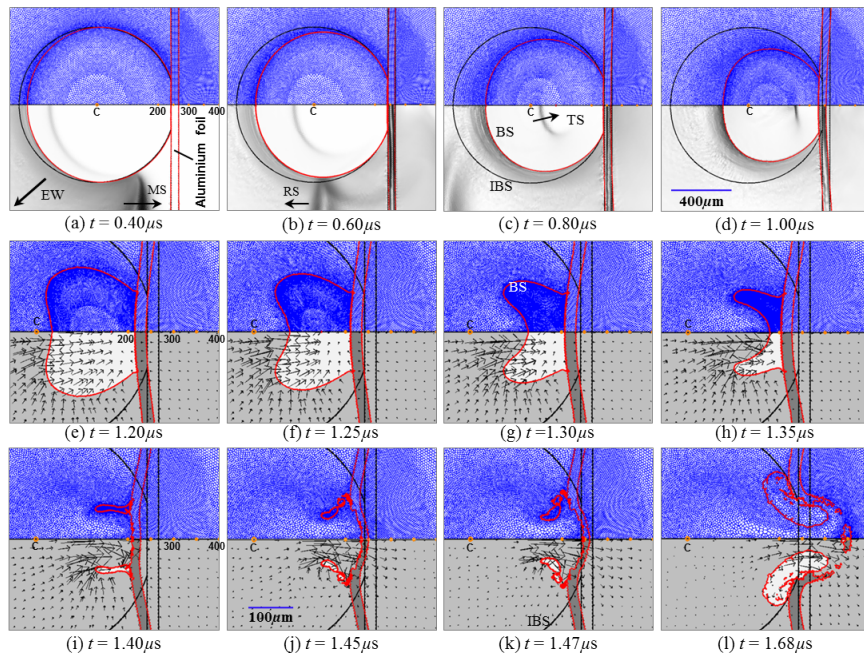 C
200
300
400
EW
MS
Aluminium foil
(a) t = 0.40μs
C
RS
(b) t = 0.60μs
C
TS
BS
IBS
(c) t = 0.80μs
C
400μm
(d) t = 1.00μs
C
200
300
400
(e) t = 1.20μs
C
(f) t = 1.25μs
BS
C
(g) t =1.30μs
C
(h) t = 1.35μs
C
300
400
(i) t = 1.40μs
C
100μm
(j) t = 1.45μs
C
IBS
(k) t = 1.47μs
C
(l) t = 1.68μs